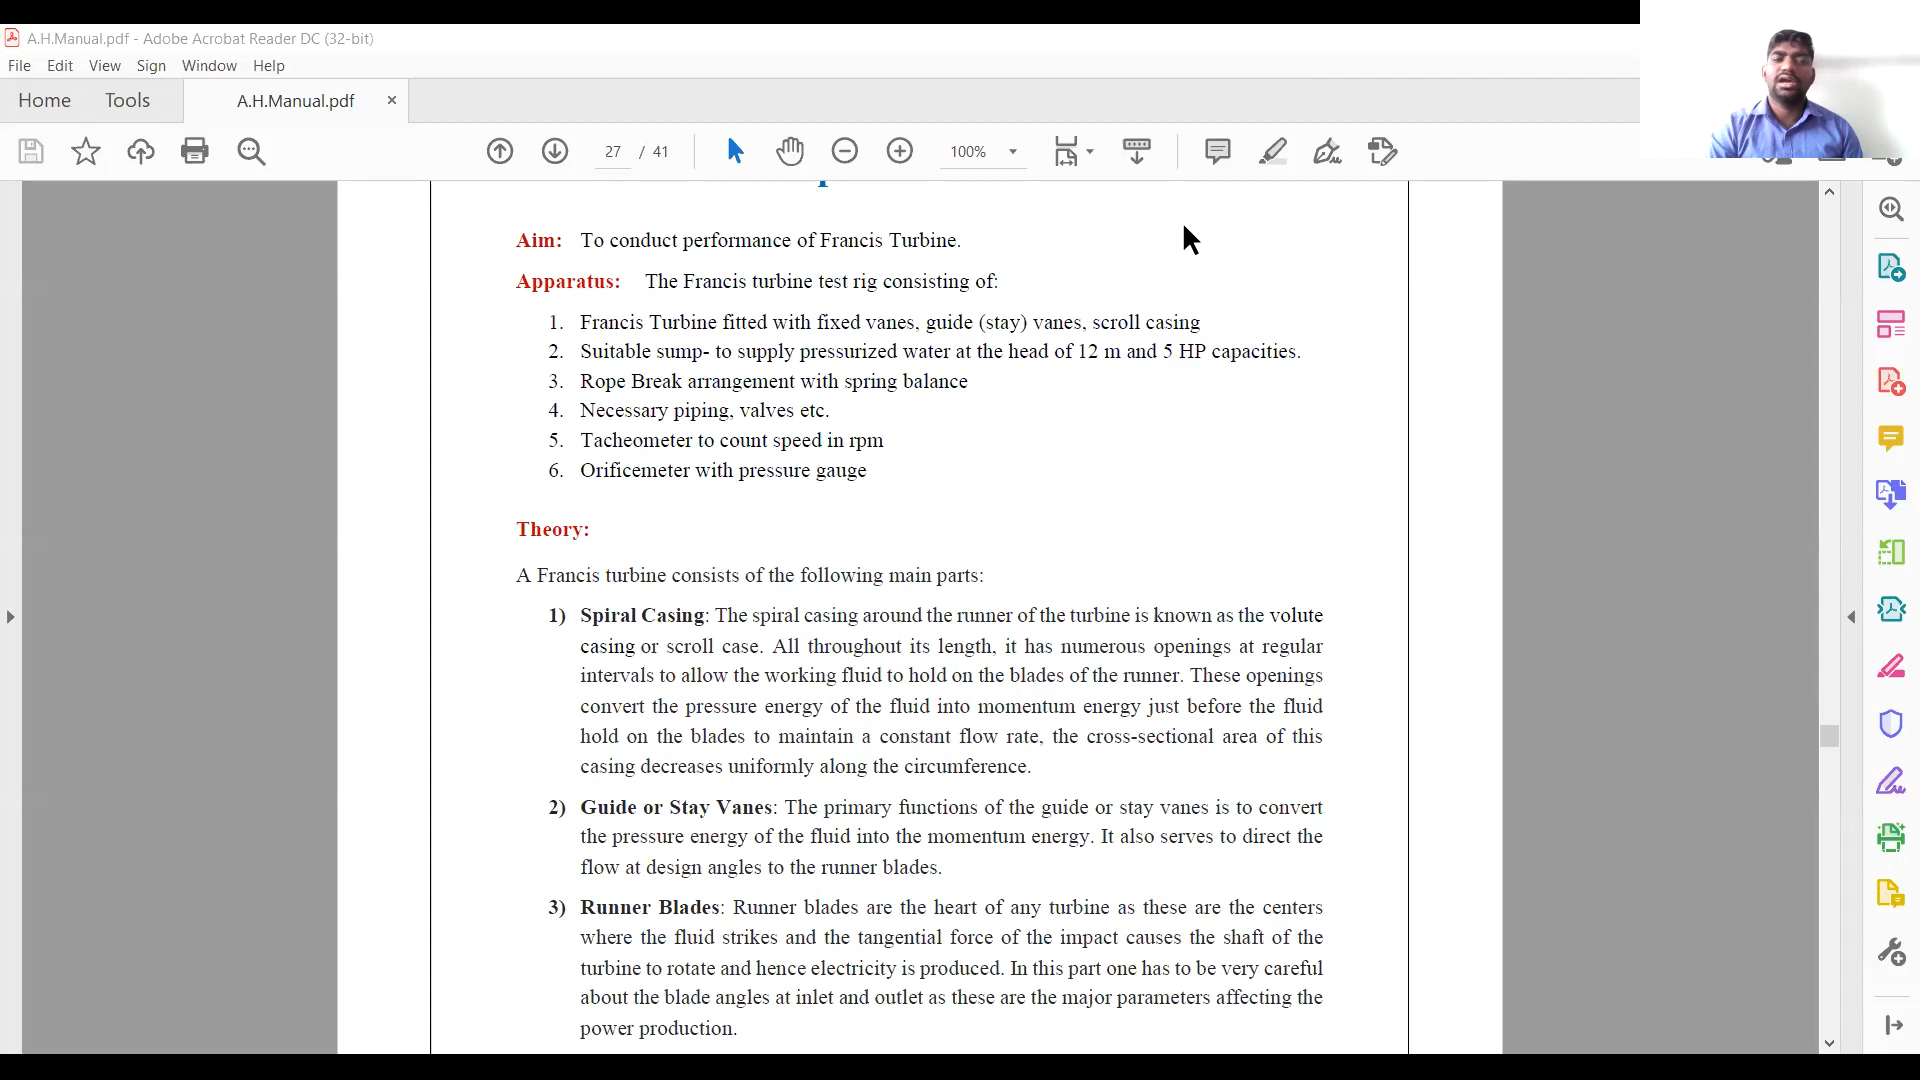 A.H.Manual.pdf - Adobe Acrobat Reader DC (32-bit)
File Edit View Sign Window Help
Home Tools A.H.Manual.pdf ×
27 / 41 100%
Aim: To conduct performance of Francis Turbine.
Apparatus: The Francis turbine test rig consisting of:
1. Francis Turbine fitted with fixed vanes, guide (stay) vanes, scroll casing
2. Suitable sump- to supply pressurized water at the head of 12 m and 5 HP capacities.
3. Rope Break arrangement with spring balance
4. Necessary piping, valves etc.
5. Tacheometer to count speed in rpm
6. Orificemeter with pressure gauge
Theory:
A Francis turbine consists of the following main parts:
1) Spiral Casing: The spiral casing around the runner of the turbine is known as the volute
casing or scroll case. All throughout its length, it has numerous openings at regular
intervals to allow the working fluid to hold on the blades of the runner. These openings
convert the pressure energy of the fluid into momentum energy just before the fluid
hold on the blades to maintain a constant flow rate, the cross-sectional area of this
casing decreases uniformly along the circumference.
2) Guide or Stay Vanes: The primary functions of the guide or stay vanes is to convert
the pressure energy of the fluid into the momentum energy. It also serves to direct the
flow at design angles to the runner blades.
3) Runner Blades: Runner blades are the heart of any turbine as these are the centers
where the fluid strikes and the tangential force of the impact causes the shaft of the
turbine to rotate and hence electricity is produced. In this part one has to be very careful
about the blade angles at inlet and outlet as these are the major parameters affecting the
power production.